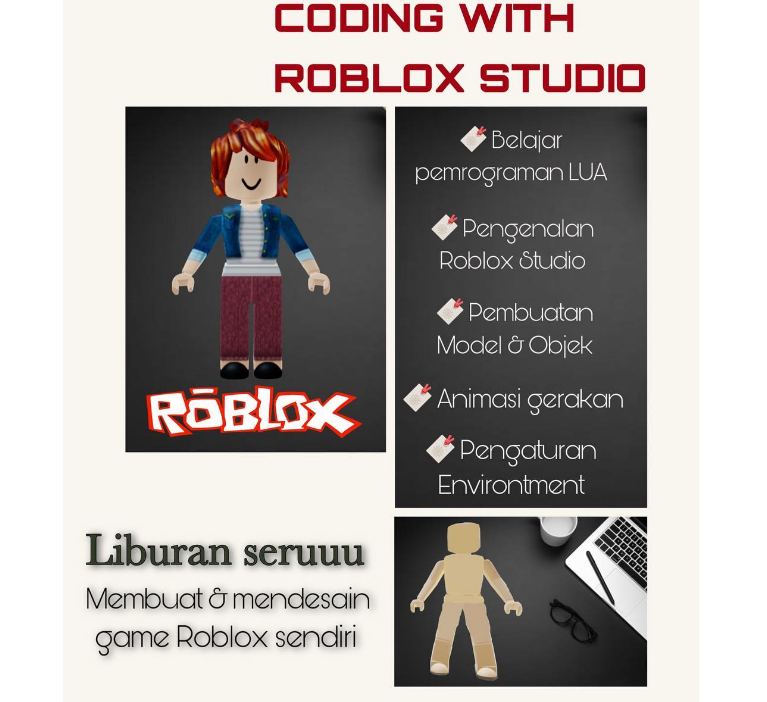 CODING WITH
ROBLOX STUDIO
Belajar
pemrograman LUA
Pengenalan
Roblox Studio
Pembuatan
Model & Objek
Animasi gerakan
Pengaturan
Environtment
RŌBLOX
Liburan seruuu
Membuat & mendesain
game Roblox sendiri